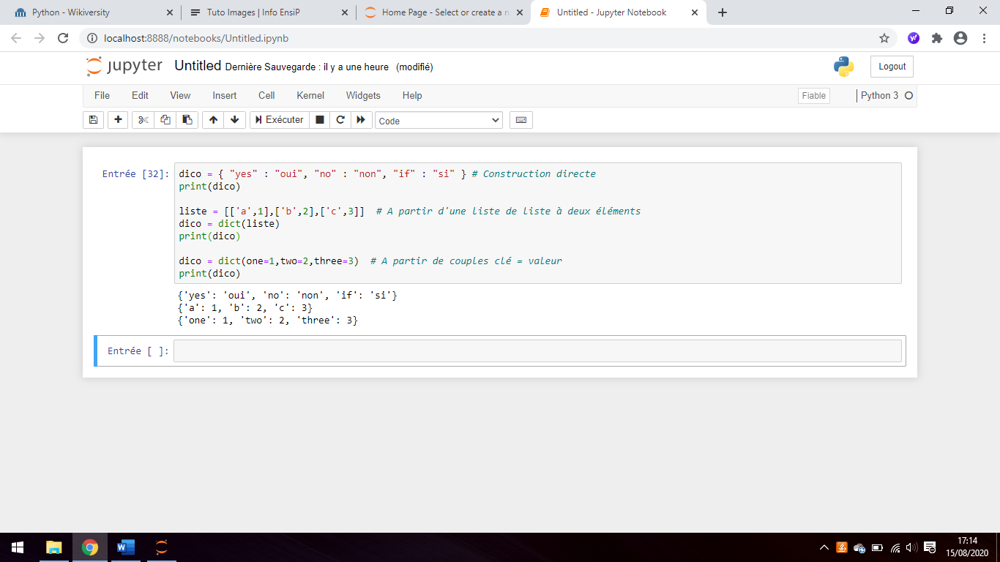 Python - Wikiversity
Tuto Images | Info EnsiP
Home Page - Select or create a n
Untitled - Jupyter Notebook
localhost:8888/notebooks/Untitled.ipynb
jupyter Untitled Dernière Sauvegarde : il y a une heure (modifié)
Logout
File Edit View Insert Cell Kernel Widgets Help
Fiable
Python 3
Exécuter
Code
Entrée [32]:
dico = { "yes" : "oui", "no" : "non", "if" : "si" } # Construction directe
print(dico)
liste = [['a',1],['b',2],['c',3]]  # A partir d'une liste de liste à deux éléments
dico = dict(liste)
print(dico)
dico = dict(one=1,two=2,three=3)  # A partir de couples clé = valeur
print(dico)
{'yes': 'oui', 'no': 'non', 'if': 'si'}
{'a': 1, 'b': 2, 'c': 3}
{'one': 1, 'two': 2, 'three': 3}
Entrée [ ]:
17:14
15/08/2020